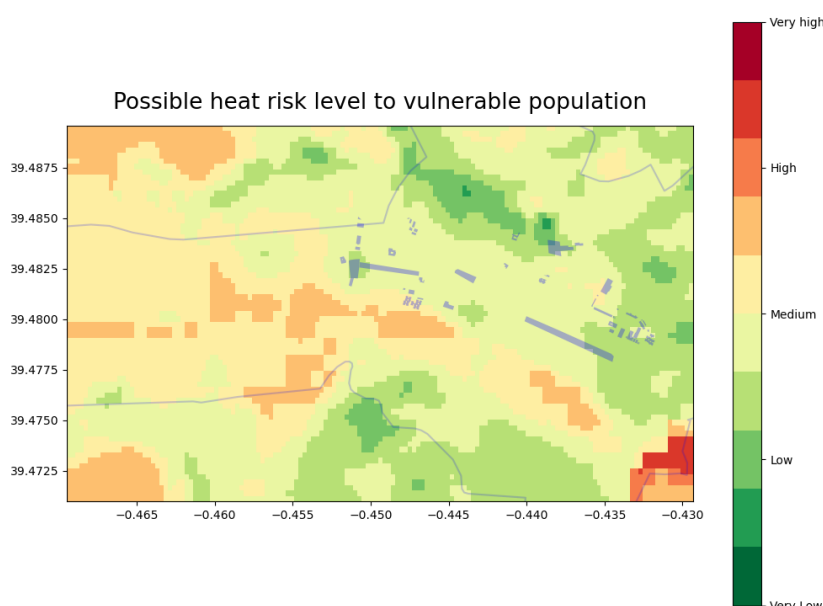 Possible heat risk level to vulnerable population
39.4875
39.4850
39.4825
39.4800
39.4775
39.4750
39.4725
−0.465
−0.460
−0.455
−0.450
−0.445
−0.440
−0.435
−0.430
Very high
High
Medium
Low
Very Low